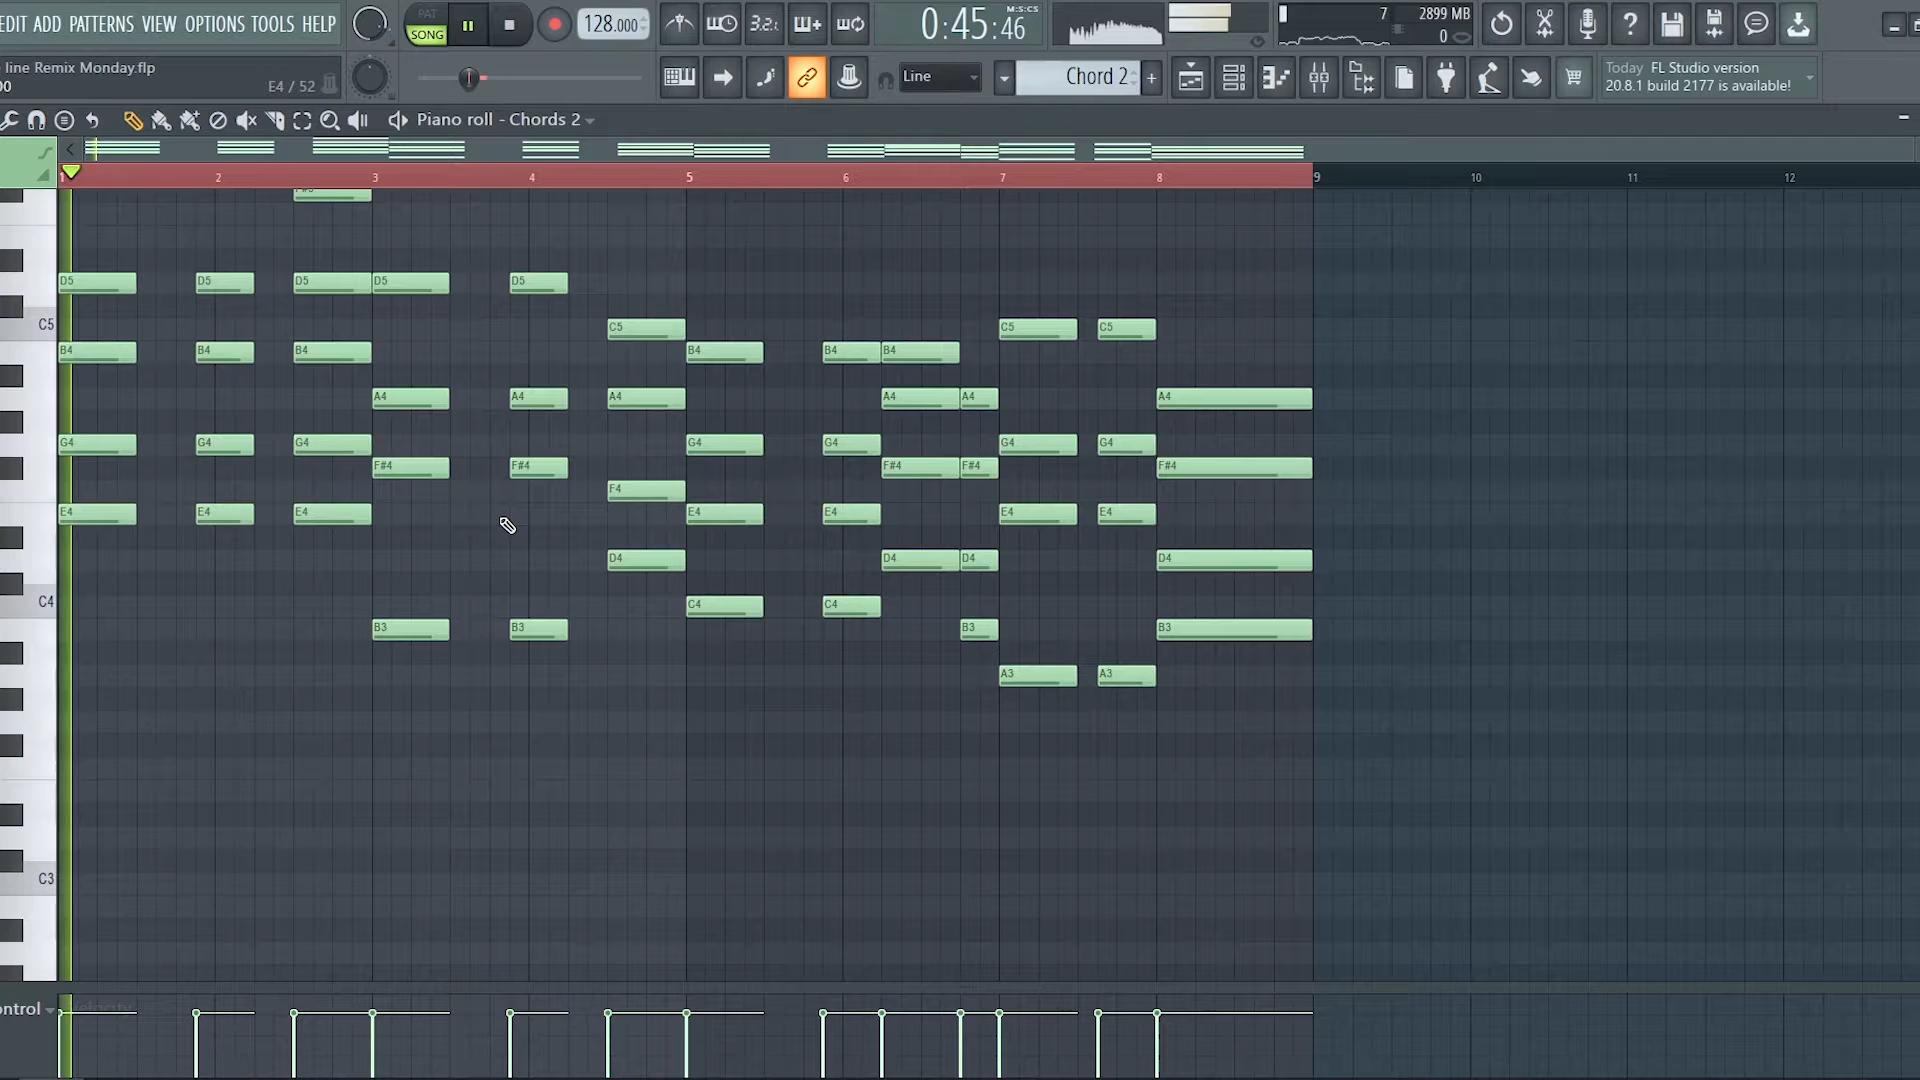 EDIT ADD PATTERNS VIEW OPTIONS TOOLS HELP
PAT
SONG
128.000
3.2.
0:45:46
M:S:CS
7
2899 MB
0
line Remix Monday.flp
00
E4 / 52
Line
Chord 2
+
Today FL Studio version
20.8.1 build 2177 is available!
Piano roll - Chords 2
1 2 3 4 5 6 7 8 9 10 11 12
D5 D5 D5 D5 D5
C5
C5 C5 C5
B4 B4 B4 B4 B4 B4
A4 A4 A4 A4 A4 A4
G4 G4 G4 G4 G4 G4 G4
F#4 F#4 F#4 F#4 F#4
F4
E4 E4 E4 E4 E4 E4 E4
D4 D4 D4 D4
C4
C4 C4
B3 B3 B3 B3
A3 A3
C3
ontrol